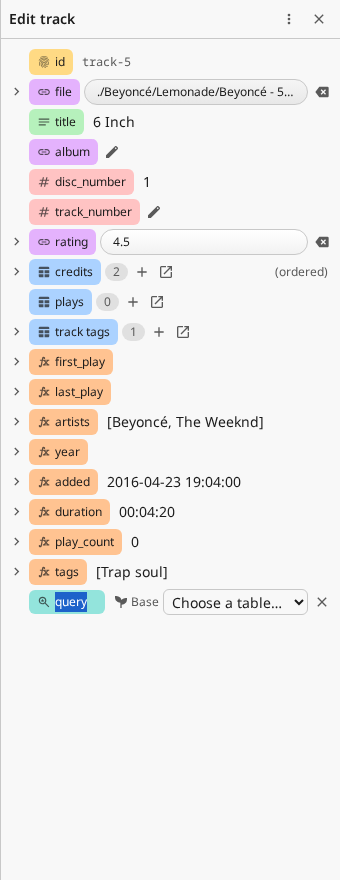 Edit track
id track-5
file ./Beyoncé/Lemonade/Beyoncé - 5...
title 6 Inch
album
disc_number 1
track_number
rating 4.5
credits 2 (ordered)
plays 0
track tags 1
first_play
last_play
artists [Beyoncé, The Weeknd]
year
added 2016-04-23 19:04:00
duration 00:04:20
play_count 0
tags [Trap soul]
query Base Choose a table...